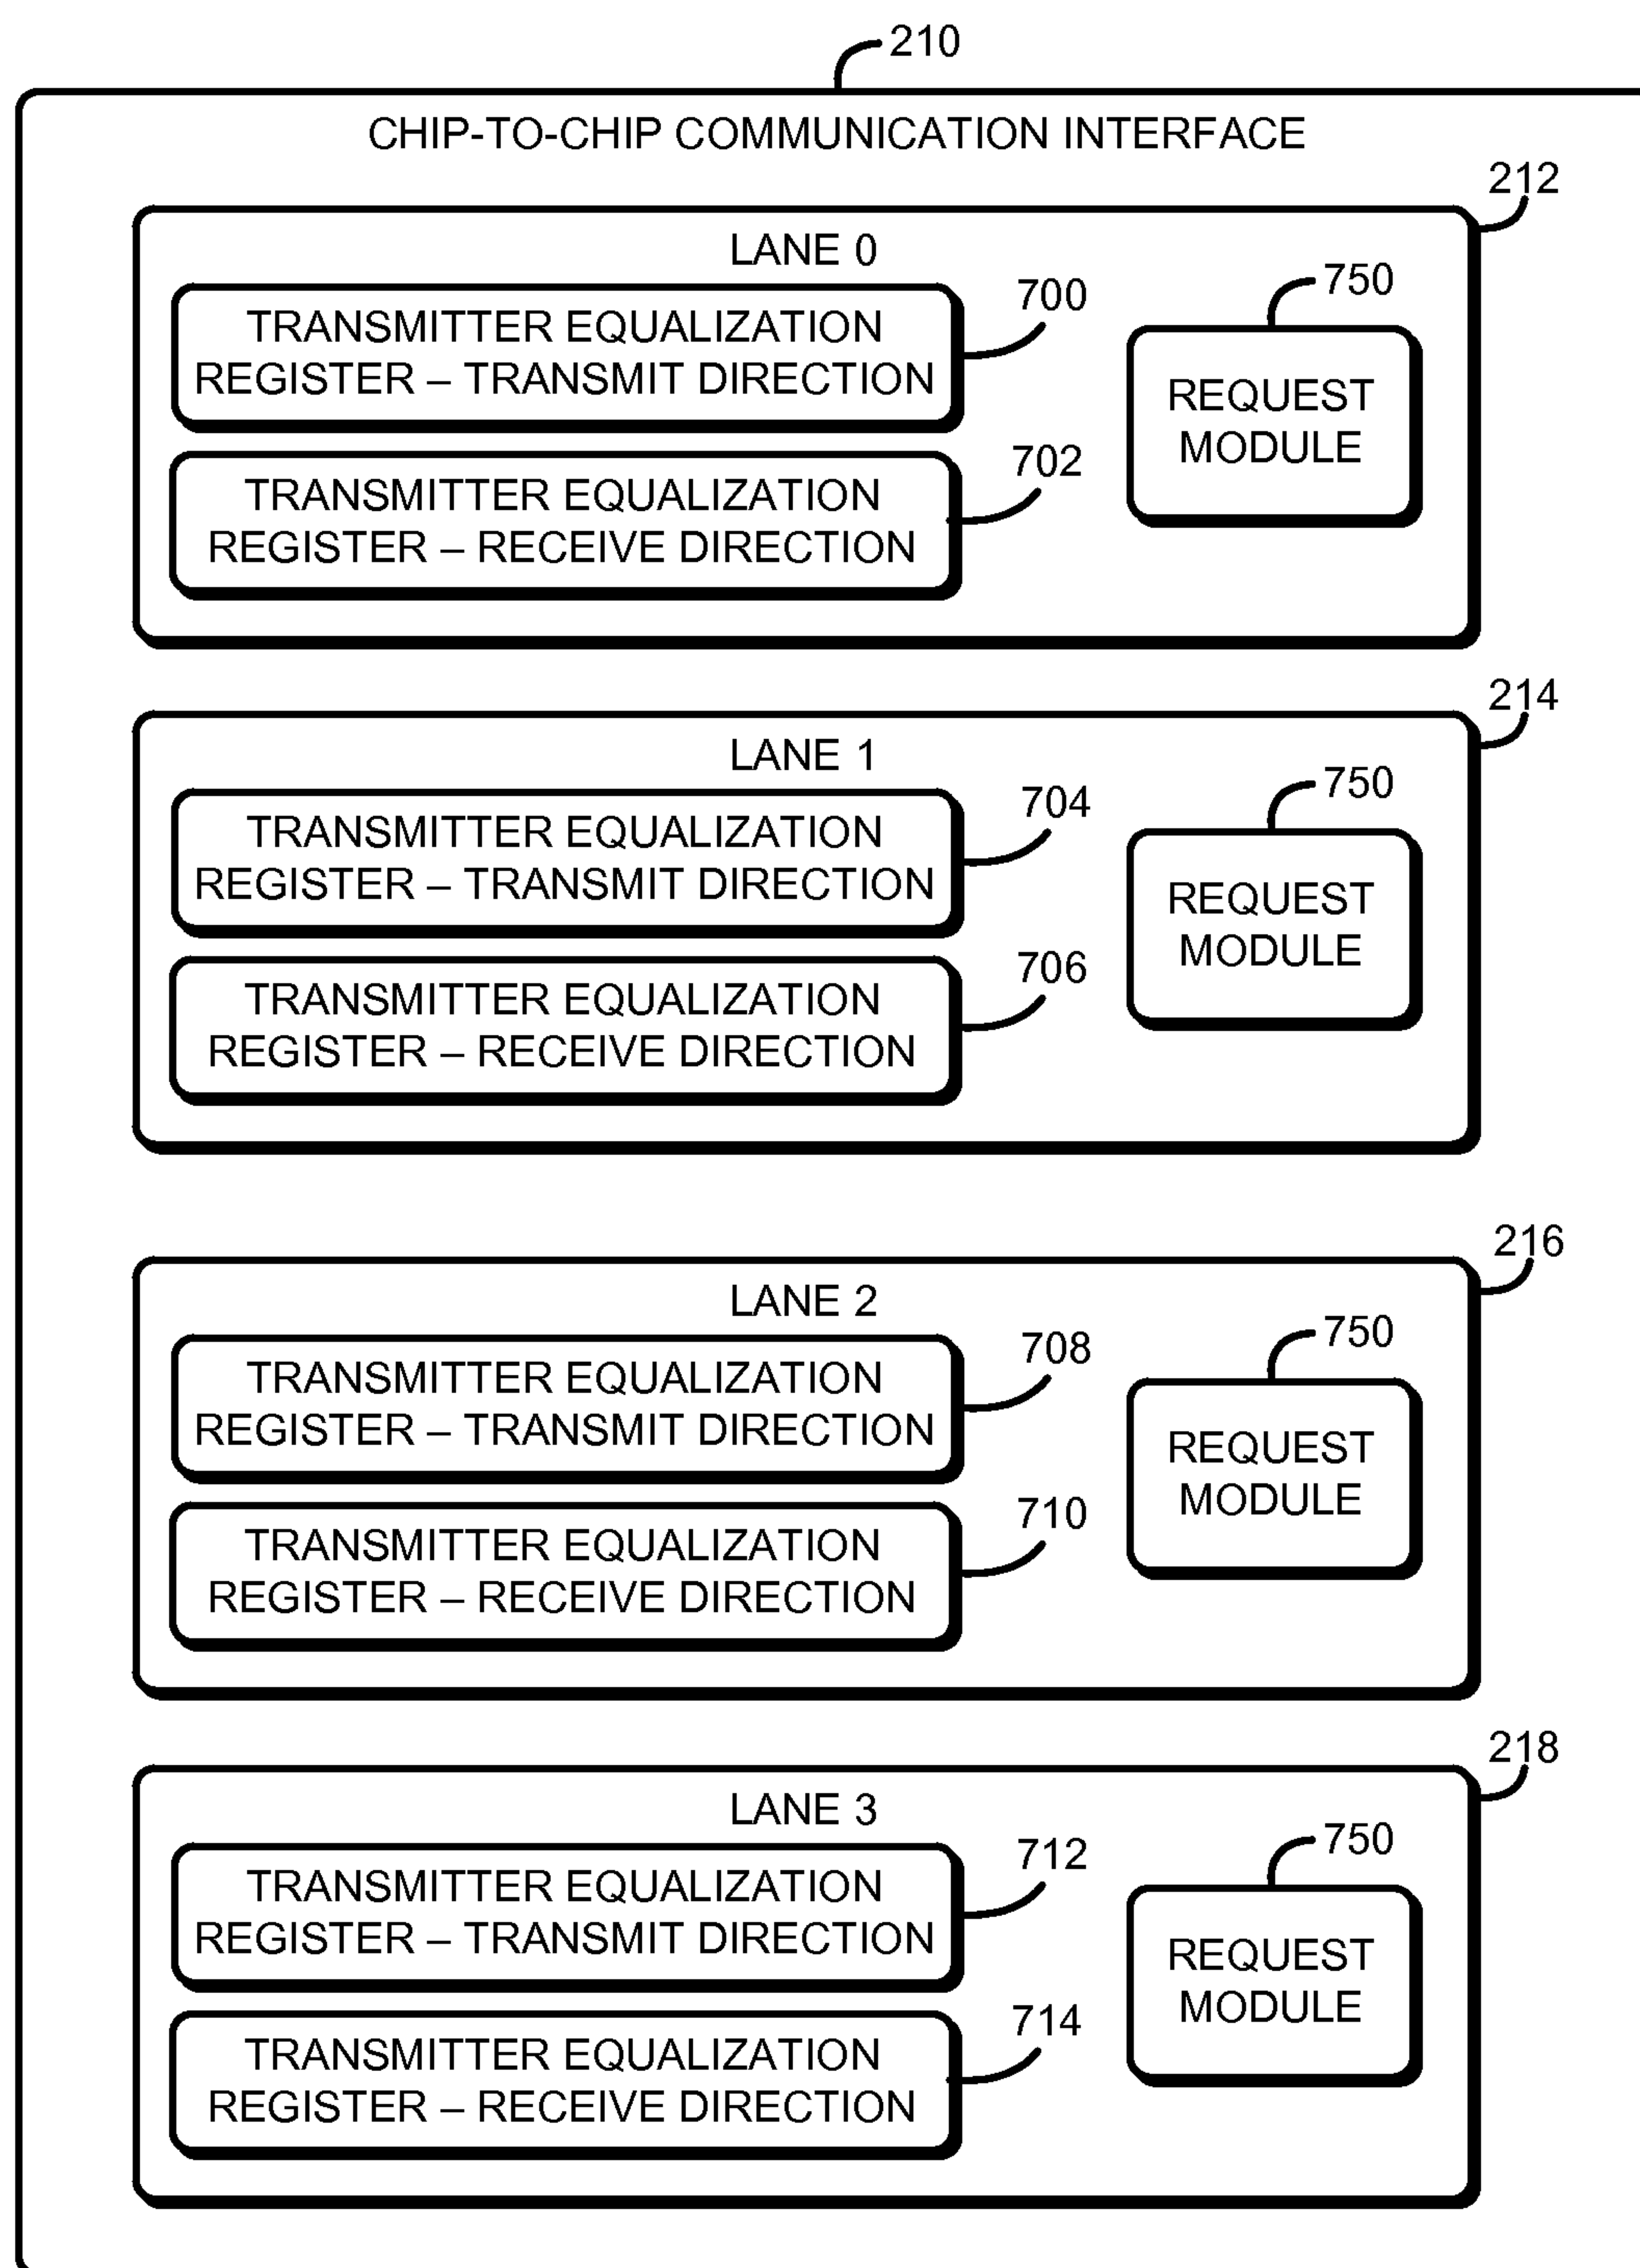 210
CHIP-TO-CHIP COMMUNICATION INTERFACE
212
LANE 0
700
750
TRANSMITTER EQUALIZATION
REGISTER – TRANSMIT DIRECTION
REQUEST
MODULE
702
TRANSMITTER EQUALIZATION
REGISTER – RECEIVE DIRECTION
214
LANE 1
704
750
TRANSMITTER EQUALIZATION
REGISTER – TRANSMIT DIRECTION
REQUEST
MODULE
706
TRANSMITTER EQUALIZATION
REGISTER – RECEIVE DIRECTION
216
LANE 2
708
750
TRANSMITTER EQUALIZATION
REGISTER – TRANSMIT DIRECTION
REQUEST
MODULE
710
TRANSMITTER EQUALIZATION
REGISTER – RECEIVE DIRECTION
218
LANE 3
712
750
TRANSMITTER EQUALIZATION
REGISTER – TRANSMIT DIRECTION
REQUEST
MODULE
714
TRANSMITTER EQUALIZATION
REGISTER – RECEIVE DIRECTION